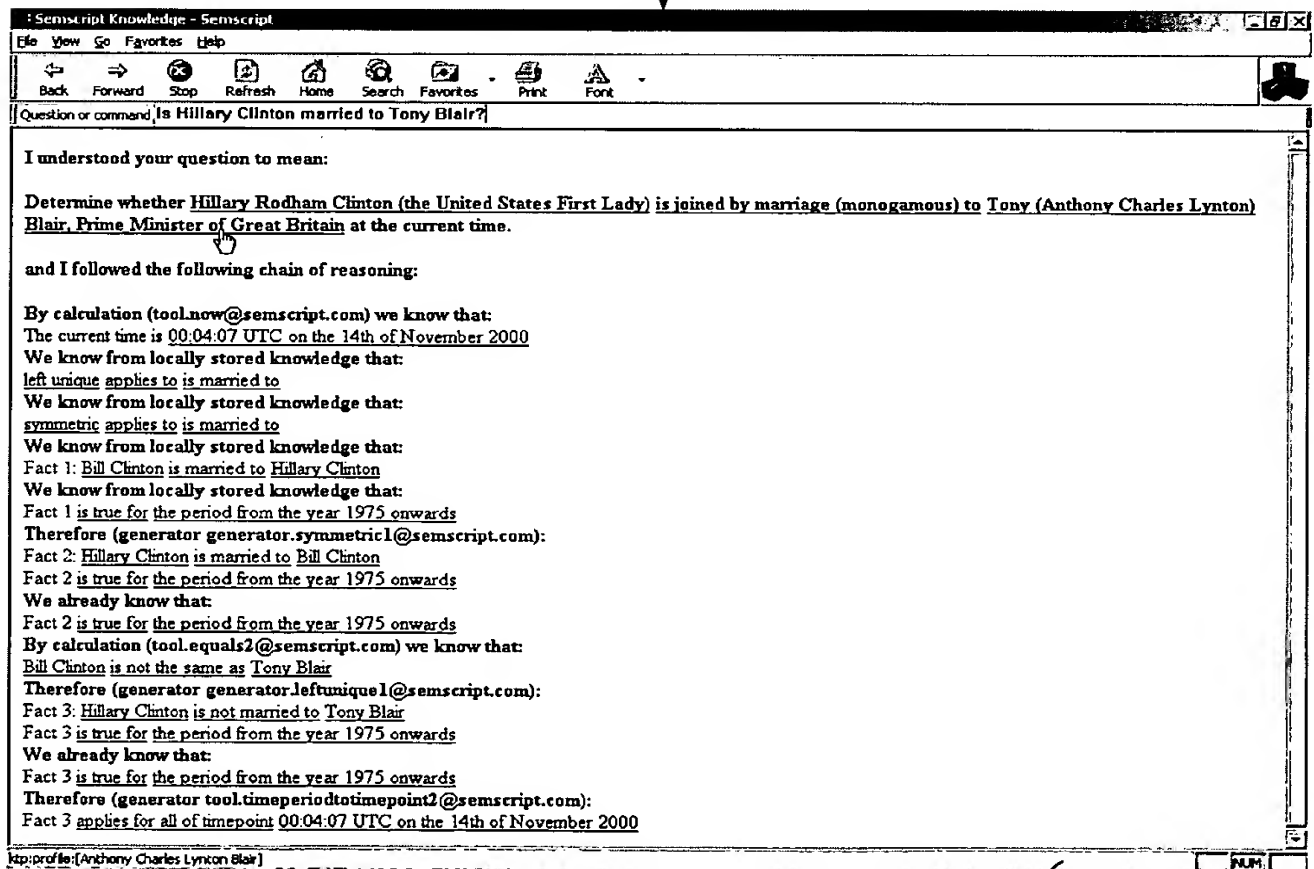 : Semscript Knowledge - Semscript
File View Go Favorites Help
Back Forward Stop Refresh Home Search Favorites Print Font
Question or command Is Hillary Clinton married to Tony Blair?
I understood your question to mean:
Determine whether Hillary Rodham Clinton (the United States First Lady) is joined by marriage (monogamous) to Tony (Anthony Charles Lynton)
Blair, Prime Minister of Great Britain at the current time.
and I followed the following chain of reasoning:
By calculation (tool.now@semscript.com) we know that:
The current time is 00:04:07 UTC on the 14th of November 2000
We know from locally stored knowledge that:
left unique applies to is married to
We know from locally stored knowledge that:
symmetric applies to is married to
We know from locally stored knowledge that:
Fact 1: Bill Clinton is married to Hillary Clinton
We know from locally stored knowledge that:
Fact 1 is true for the period from the year 1975 onwards
Therefore (generator generator.symmetric1@semscript.com):
Fact 2: Hillary Clinton is married to Bill Clinton
Fact 2 is true for the period from the year 1975 onwards
We already know that:
Fact 2 is true for the period from the year 1975 onwards
By calculation (tool.equals2@semscript.com) we know that:
Bill Clinton is not the same as Tony Blair
Therefore (generator generator.leftunique1@semscript.com):
Fact 3: Hillary Clinton is not married to Tony Blair
Fact 3 is true for the period from the year 1975 onwards
We already know that:
Fact 3 is true for the period from the year 1975 onwards
Therefore (generator tool.timeperiodtotimepoint2@semscript.com):
Fact 3 applies for all of timepoint 00:04:07 UTC on the 14th of November 2000
ktp:profile:[Anthony Charles Lynton Blair]
NUM